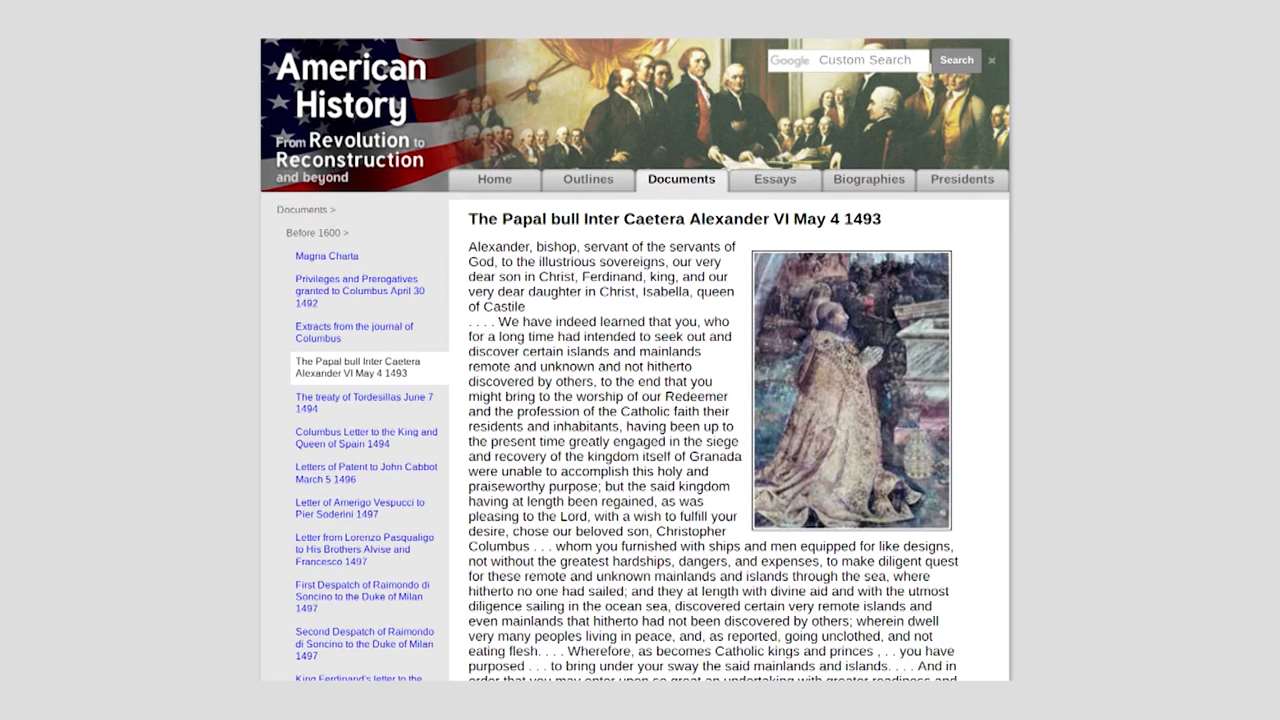 American
History
From Revolution to
Reconstruction
and beyond
Google Custom Search
Search
×
Home
Outlines
Documents
Essays
Biographies
Presidents
Documents >
Before 1600 >
Magna Charta
Privileges and Prerogatives
granted to Columbus April 30
1492
Extracts from the journal of
Columbus
The Papal bull Inter Caetera
Alexander VI May 4 1493
The treaty of Tordesillas June 7
1494
Columbus Letter to the King and
Queen of Spain 1494
Letters of Patent to John Cabbot
March 5 1496
Letter of Amerigo Vespucci to
Pier Soderini 1497
Letter from Lorenzo Pasqualigo
to His Brothers Alvise and
Francesco 1497
First Despatch of Raimondo di
Soncino to the Duke of Milan
1497
Second Despatch of Raimondo
di Soncino to the Duke of Milan
1497
King Ferdinand's letter to the
The Papal bull Inter Caetera Alexander VI May 4 1493
Alexander, bishop, servant of the servants of
God, to the illustrious sovereigns, our very
dear son in Christ, Ferdinand, king, and our
very dear daughter in Christ, Isabella, queen
of Castile
. . . . We have indeed learned that you, who
for a long time had intended to seek out and
discover certain islands and mainlands
remote and unknown and not hitherto
discovered by others, to the end that you
might bring to the worship of our Redeemer
and the profession of the Catholic faith their
residents and inhabitants, having been up to
the present time greatly engaged in the siege
and recovery of the kingdom itself of Granada
were unable to accomplish this holy and
praiseworthy purpose; but the said kingdom
having at length been regained, as was
pleasing to the Lord, with a wish to fulfill your
desire, chose our beloved son, Christopher
Columbus . . . whom you furnished with ships and men equipped for like designs,
not without the greatest hardships, dangers, and expenses, to make diligent quest
for these remote and unknown mainlands and islands through the sea, where
hitherto no one had sailed; and they at length with divine aid and with the utmost
diligence sailing in the ocean sea, discovered certain very remote islands and
even mainlands that hitherto had not been discovered by others; wherein dwell
very many peoples living in peace, and, as reported, going unclothed, and not
eating flesh. . . . Wherefore, as becomes Catholic kings and princes , . . you have
purposed . . . to bring under your sway the said mainlands and islands. . . . And in
order that you may enter upon so great an undertaking with greater readiness and